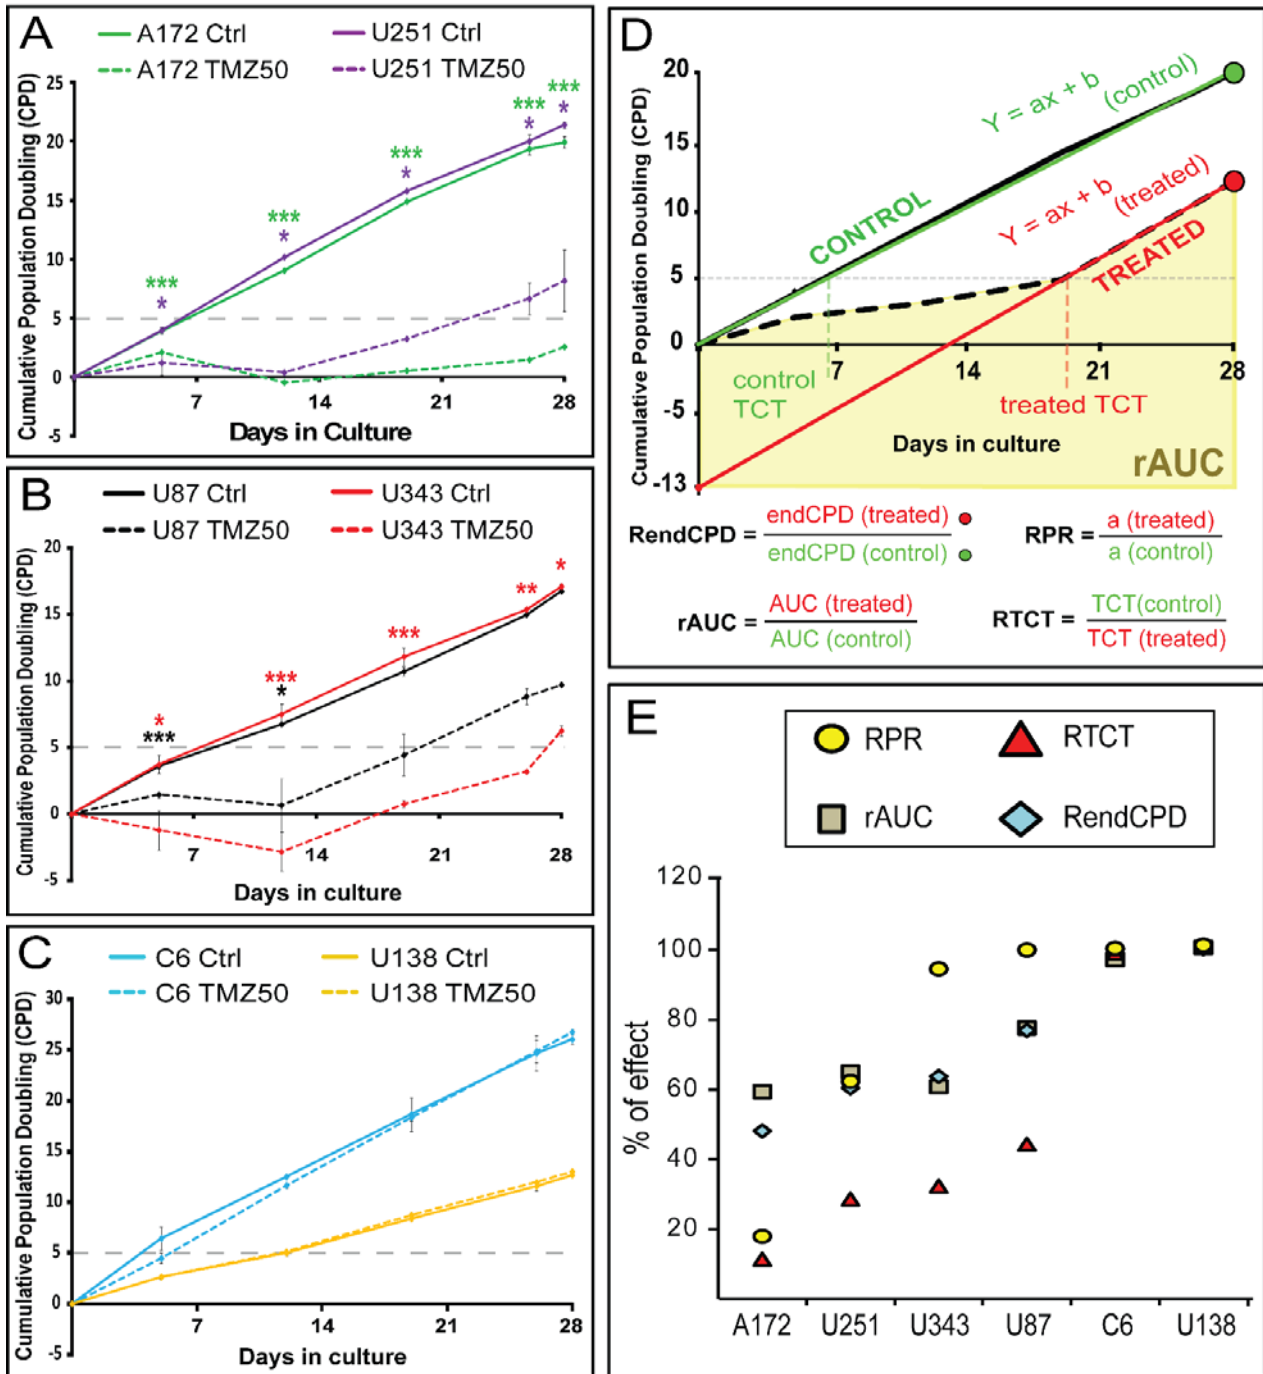 A
A172 Ctrl
U251 Ctrl
A172 TMZ50
U251 TMZ50
Cumulative Population Doubling (CPD)
25
20
15
10
5
0
-5
***
*
***
*
***
*
***
*
***
*
7
14
21
28
Days in Culture
B
U87 Ctrl
U343 Ctrl
U87 TMZ50
U343 TMZ50
Cumulative Population Doubling (CPD)
20
15
10
5
0
-5
*
***
***
*
***
**
*
7
14
21
28
Days in culture
C
C6 Ctrl
U138 Ctrl
C6 TMZ50
U138 TMZ50
Cumulative Population Doubling (CPD)
30
25
20
15
10
5
0
-5
7
14
21
28
Days in culture
D
Cumulative Population Doubling (CPD)
20
15
10
5
0
-5
-13
Y = ax + b (control)
CONTROL
Y = ax + b (treated)
TREATED
7
14
21
28
control
TCT
treated TCT
Days in culture
rAUC
RendCPD = endCPD (treated)
endCPD (control)
RPR = a (treated)
a (control)
rAUC = AUC (treated)
AUC (control)
RTCT = TCT(control)
TCT (treated)
E
RPR
RTCT
rAUC
RendCPD
% of effect
120
100
80
60
40
20
A172
U251
U343
U87
C6
U138